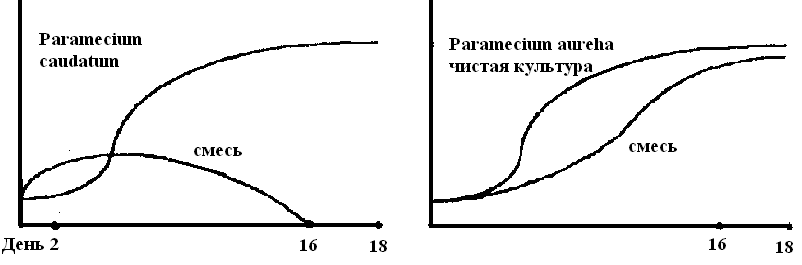 Paramecium
caudatum
смесь
День 2
16
18
Paramecium aureha
чистая культура
смесь
16
18